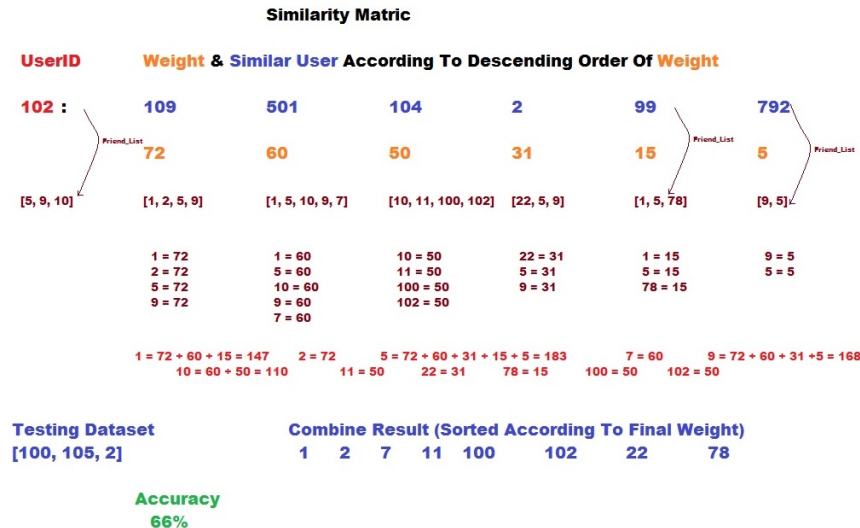 Similarity Matric
UserID Weight & Similar User According To Descending Order Of Weight
102 : 109 501 104 2 99 792
Friend_List Friend_List Friend_List
72 60 50 31 15 5
[5, 9, 10] [1, 2, 5, 9] [1, 5, 10, 9, 7] [10, 11, 100, 102] [22, 5, 9] [1, 5, 78] [9, 5]
1 = 72 1 = 60 10 = 50 22 = 31 1 = 15 9 = 5
2 = 72 5 = 60 11 = 50 5 = 31 5 = 15 5 = 5
5 = 72 10 = 60 100 = 50 9 = 31 78 = 15
9 = 72 9 = 60 102 = 50
7 = 60
1 = 72 + 60 + 15 = 147 2 = 72 5 = 72 + 60 + 31 + 15 + 5 = 183 7 = 60 9 = 72 + 60 + 31 +5 = 168
10 = 60 + 50 = 110 11 = 50 22 = 31 78 = 15 100 = 50 102 = 50
Testing Dataset Combine Result (Sorted According To Final Weight)
[100, 105, 2] 1 2 7 11 100 102 22 78
Accuracy
66%